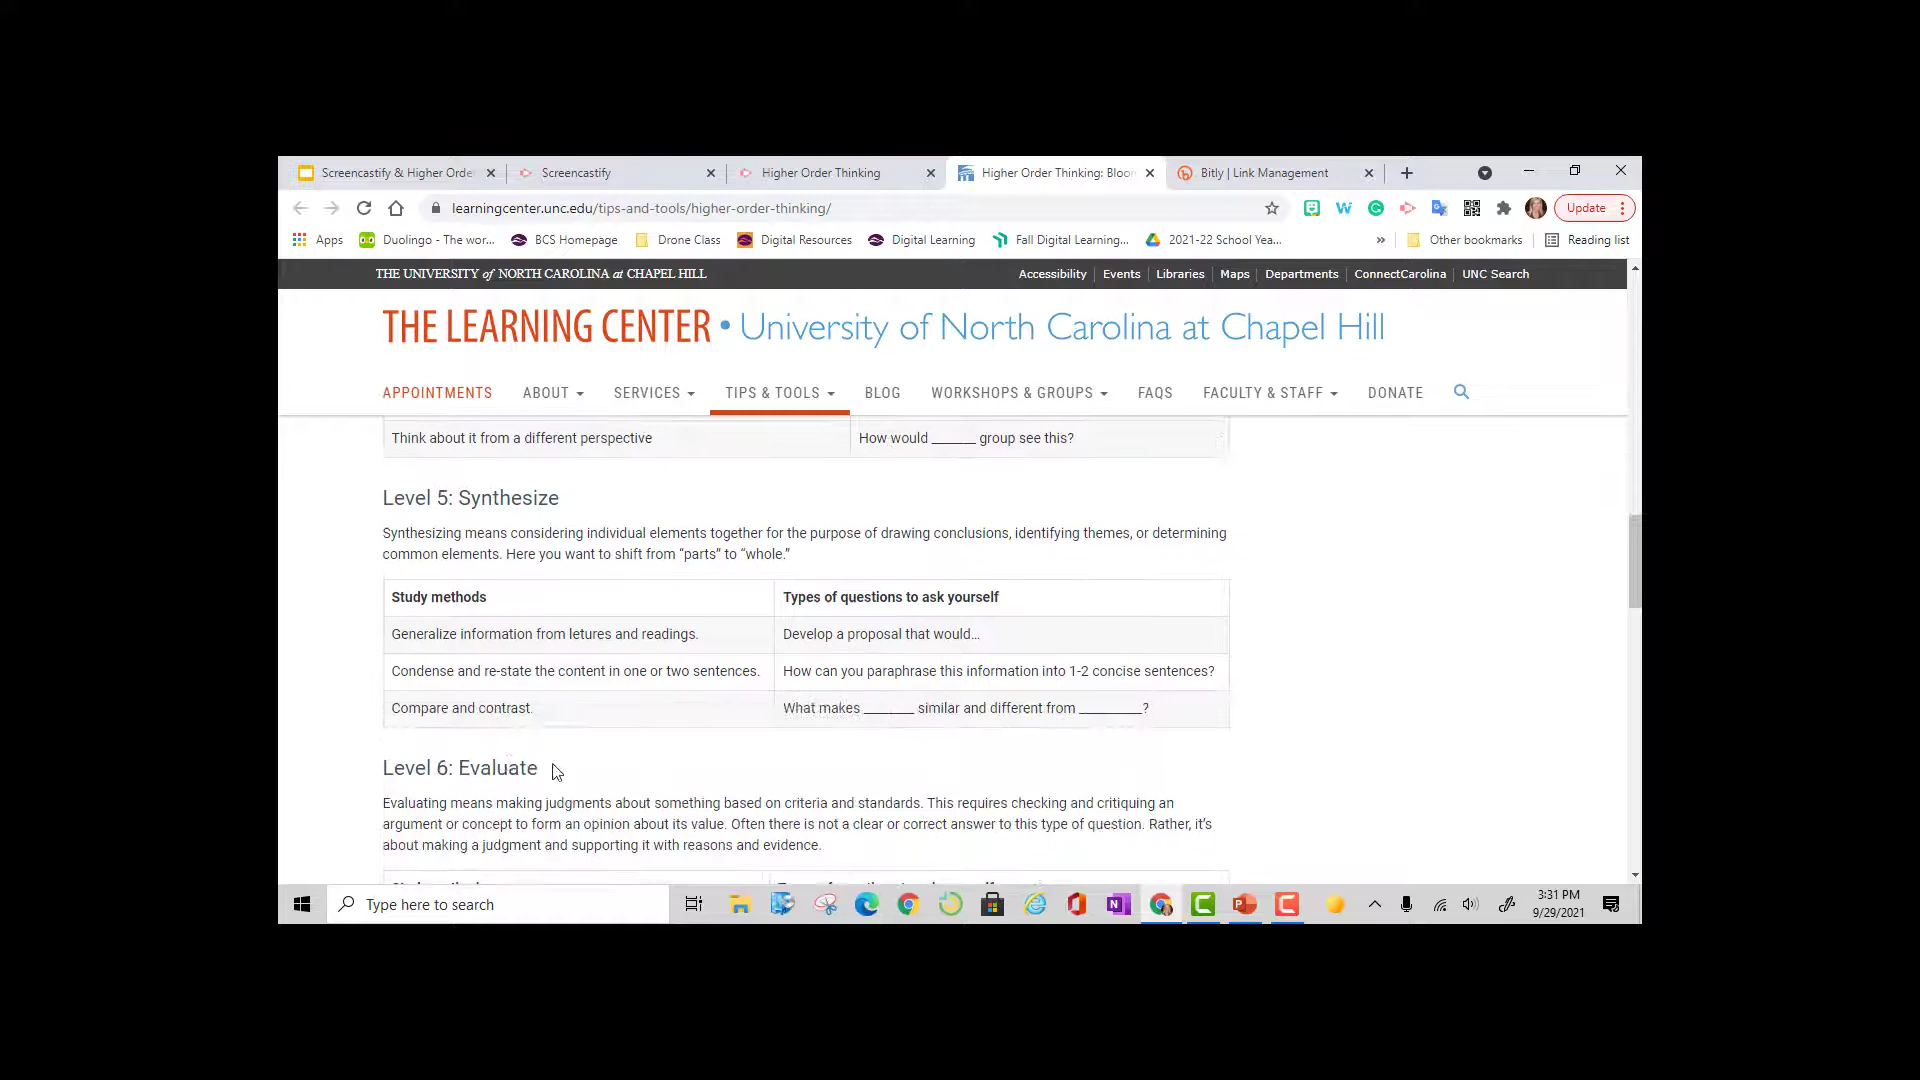 Screencastify & Higher Orde
Screencastify
Higher Order Thinking
Higher Order Thinking: Bloom
Bitly | Link Management
learningcenter.unc.edu/tips-and-tools/higher-order-thinking/
Update
Apps
Duolingo - The wor...
BCS Homepage
Drone Class
Digital Resources
Digital Learning
Fall Digital Learning...
2021-22 School Yea...
»
Other bookmarks
Reading list
THE UNIVERSITY of NORTH CAROLINA at CHAPEL HILL
Accessibility
Events
Libraries
Maps
Departments
ConnectCarolina
UNC Search
THE LEARNING CENTER • University of North Carolina at Chapel Hill
APPOINTMENTS
ABOUT
SERVICES
TIPS & TOOLS
BLOG
WORKSHOPS & GROUPS
FAQS
FACULTY & STAFF
DONATE
Think about it from a different perspective
How would ______ group see this?
Level 5: Synthesize
Synthesizing means considering individual elements together for the purpose of drawing conclusions, identifying themes, or determining
common elements. Here you want to shift from “parts” to “whole.”
Study methods
Types of questions to ask yourself
Generalize information from letures and readings.
Develop a proposal that would…
Condense and re-state the content in one or two sentences.
How can you paraphrase this information into 1-2 concise sentences?
Compare and contrast.
What makes _______ similar and different from _________?
Level 6: Evaluate
Evaluating means making judgments about something based on criteria and standards. This requires checking and critiquing an
argument or concept to form an opinion about its value. Often there is not a clear or correct answer to this type of question. Rather, it’s
about making a judgment and supporting it with reasons and evidence.
Type here to search
3:31 PM
9/29/2021